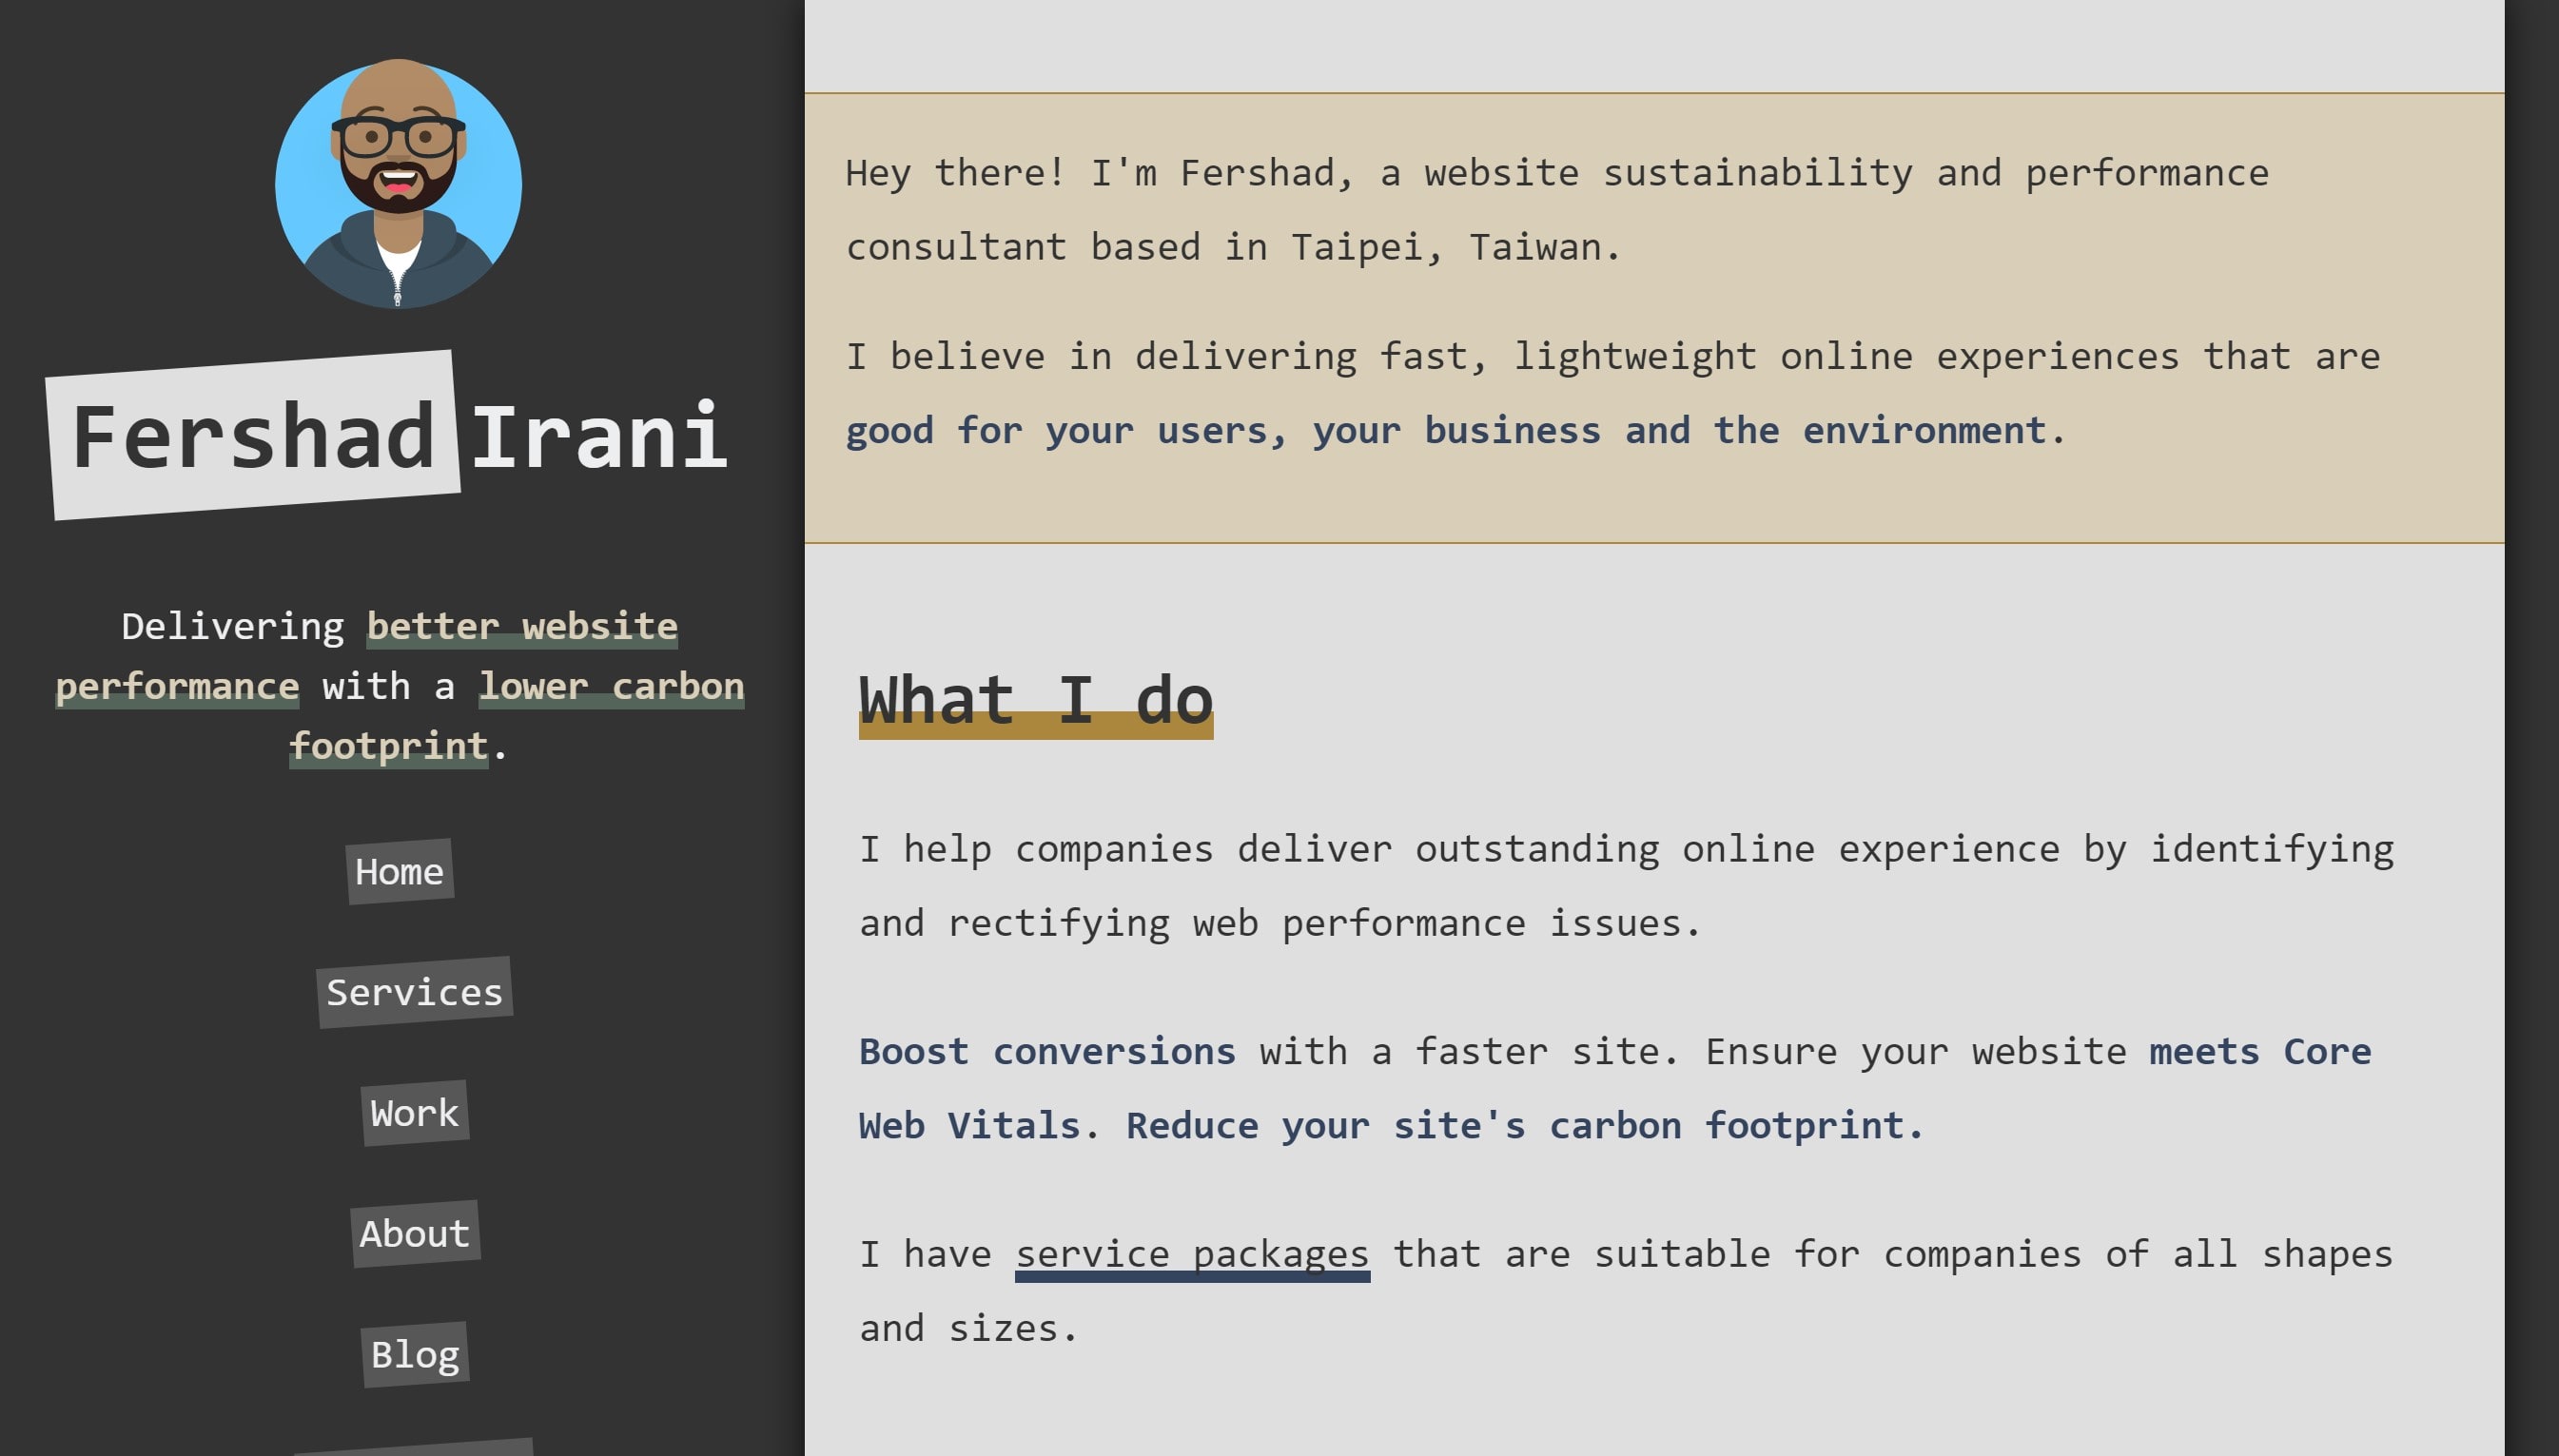 Fershad Irani
Delivering better website
performance with a lower carbon
footprint.
Home
Services
Work
About
Blog
Hey there! I'm Fershad, a website sustainability and performance
consultant based in Taipei, Taiwan.
I believe in delivering fast, lightweight online experiences that are
good for your users, your business and the environment.
What I do
I help companies deliver outstanding online experience by identifying
and rectifying web performance issues.
Boost conversions with a faster site. Ensure your website meets Core
Web Vitals. Reduce your site's carbon footprint.
I have service packages that are suitable for companies of all shapes
and sizes.